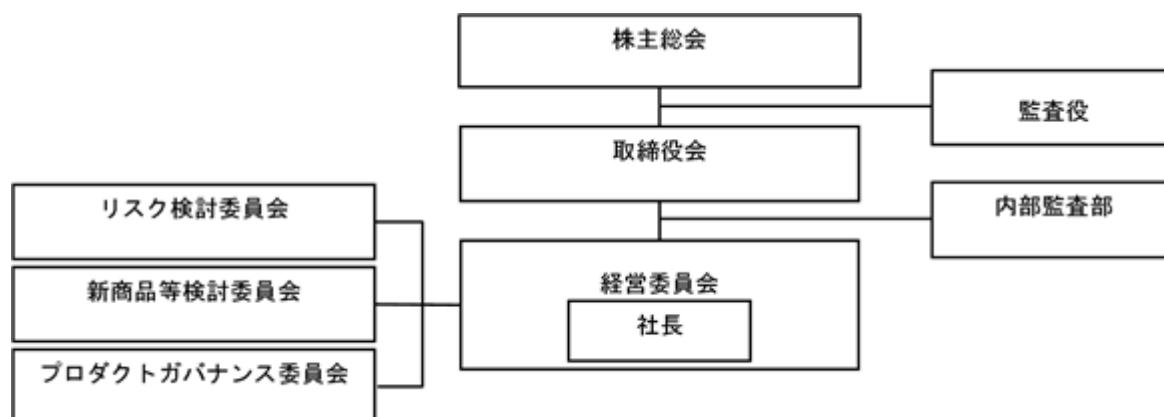 株主総会
監査役
取締役会
内部監査部
リスク検討委員会
新商品等検討委員会
プロダクトガバナンス委員会
経営委員会
社長